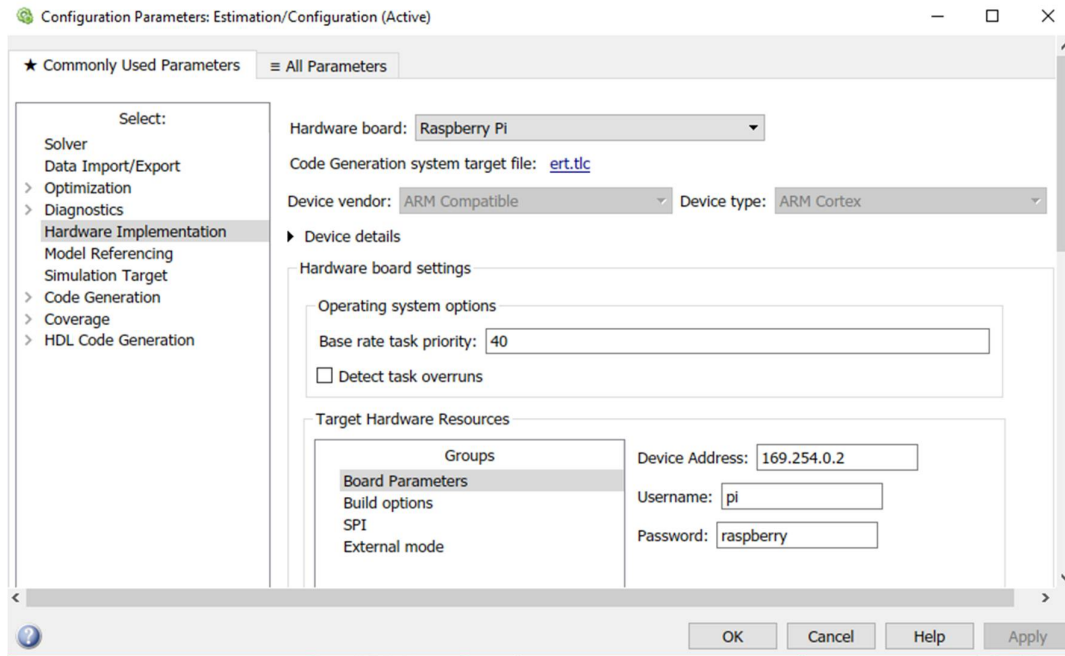 Configuration Parameters: Estimation/Configuration (Active)
★ Commonly Used Parameters
≡ All Parameters
Select:
Solver
Data Import/Export
Optimization
Diagnostics
Hardware Implementation
Model Referencing
Simulation Target
Code Generation
Coverage
HDL Code Generation
Hardware board: Raspberry Pi
Code Generation system target file: ert.tlc
Device vendor: ARM Compatible Device type: ARM Cortex
Device details
Hardware board settings
Operating system options
Base rate task priority: 40
Detect task overruns
Target Hardware Resources
Groups
Board Parameters
Build options
SPI
External mode
Device Address: 169.254.0.2
Username: pi
Password: raspberry
OK Cancel Help Apply